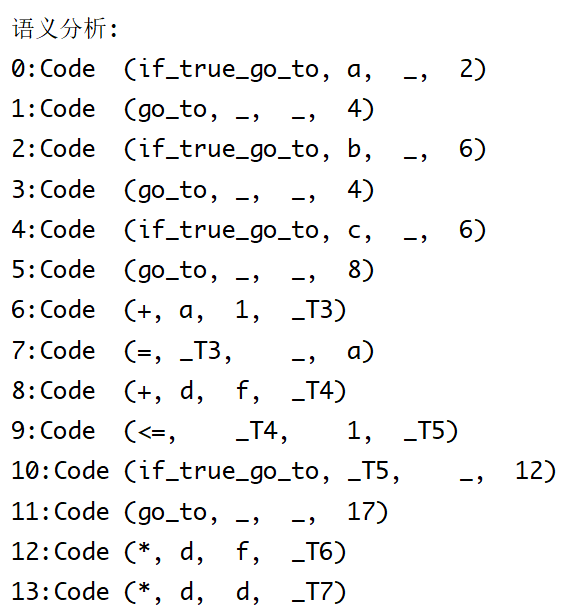 语义分析:
0:Code (if_true_go_to, a, _, 2)
1:Code (go_to, _, _, 4)
2:Code (if_true_go_to, b, _, 6)
3:Code (go_to, _, _, 4)
4:Code (if_true_go_to, c, _, 6)
5:Code (go_to, _, _, 8)
6:Code (+, a, 1, _T3)
7:Code (=, _T3, _, a)
8:Code (+, d, f, _T4)
9:Code (<=, _T4, 1, _T5)
10:Code (if_true_go_to, _T5, _, 12)
11:Code (go_to, _, _, 17)
12:Code (*, d, f, _T6)
13:Code (*, d, d, _T7)